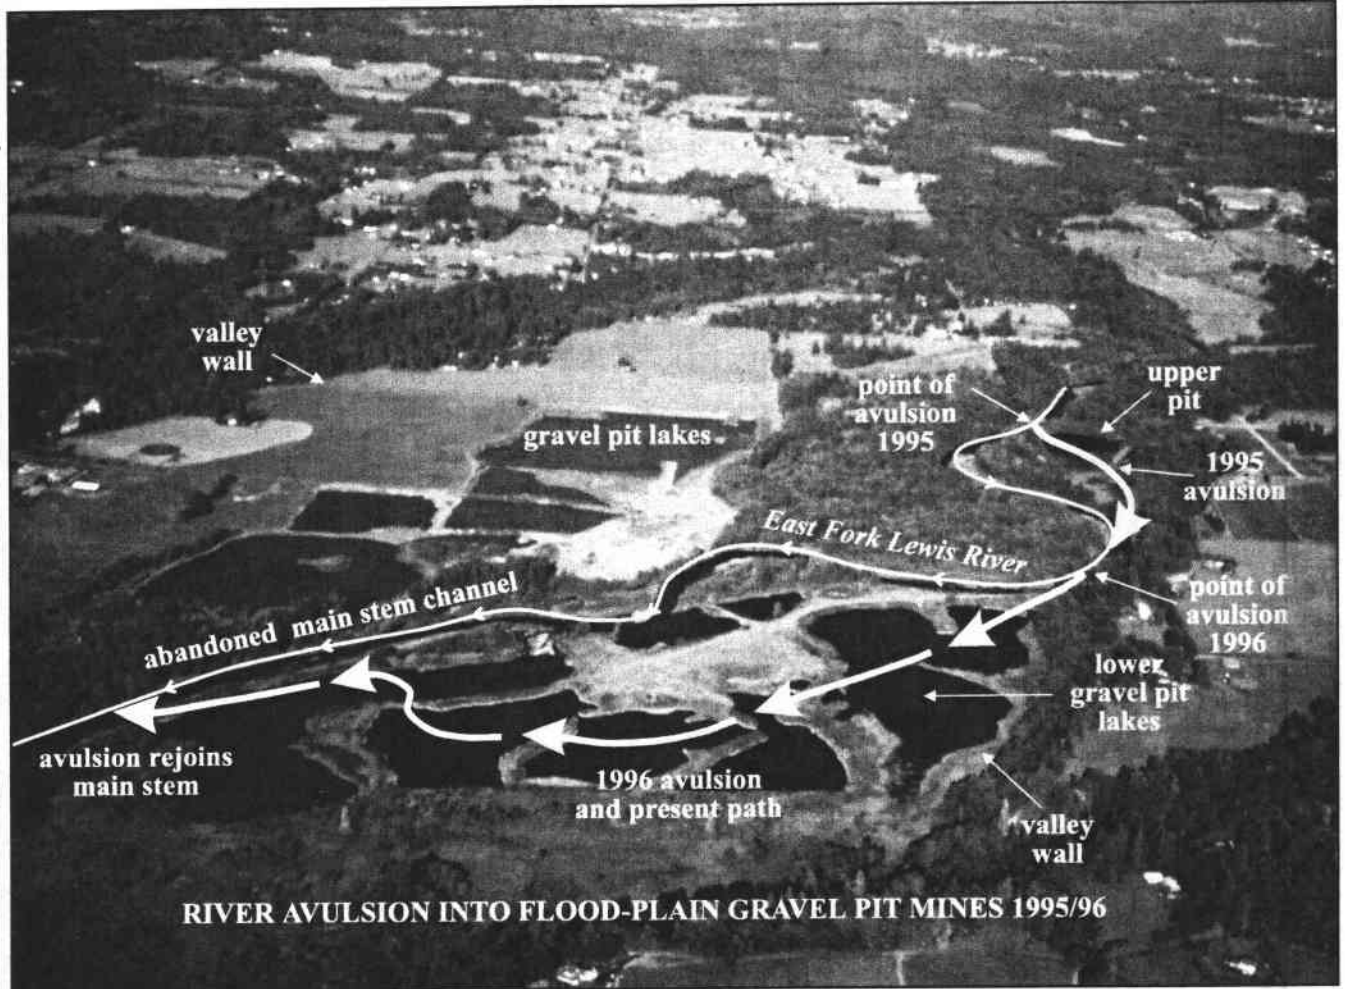 valley
wall
point of
avulsion
1995
upper
pit
gravel pit lakes
1995
avulsion
East Fork Lewis River
point of
avulsion
1996
abandoned main stem channel
lower
gravel pit
lakes
avulsion rejoins
main stem
1996 avulsion
and present path
valley
wall
RIVER AVULSION INTO FLOOD-PLAIN GRAVEL PIT MINES 1995/96